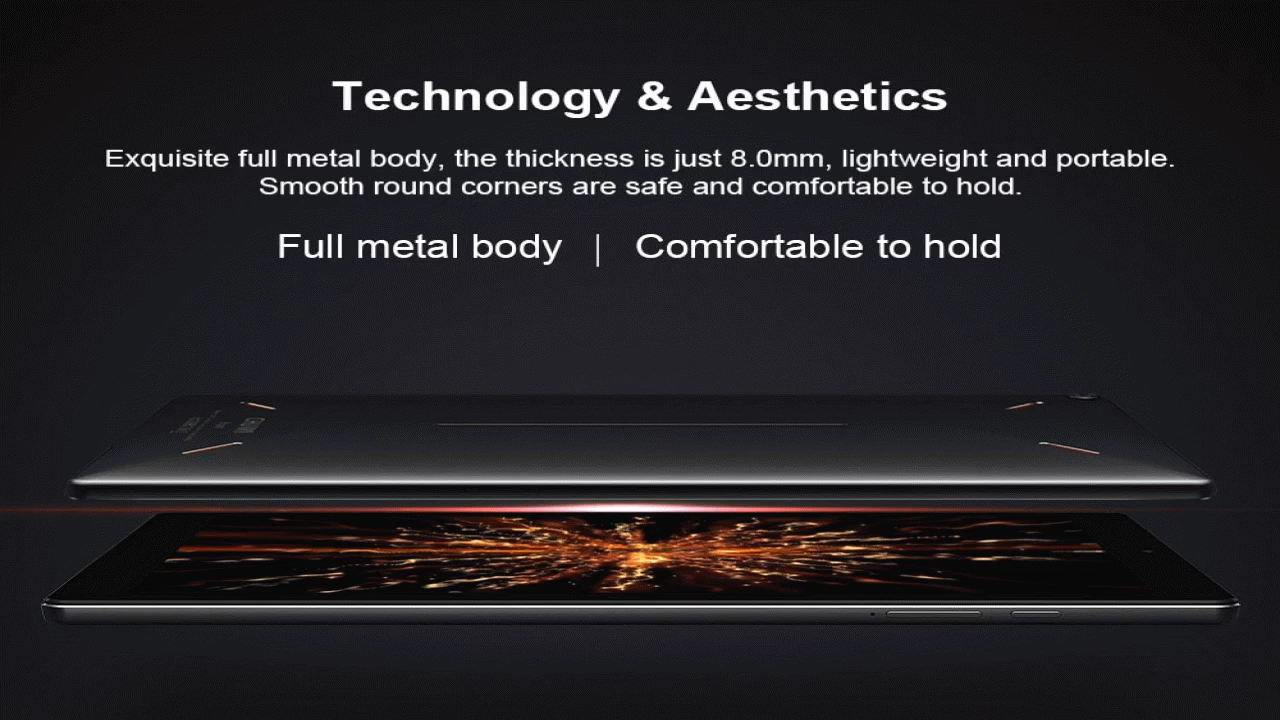 Technology & Aesthetics
Exquisite full metal body, the thickness is just 8.0mm, lightweight and portable.
Smooth round corners are safe and comfortable to hold.
Full metal body | Comfortable to hold